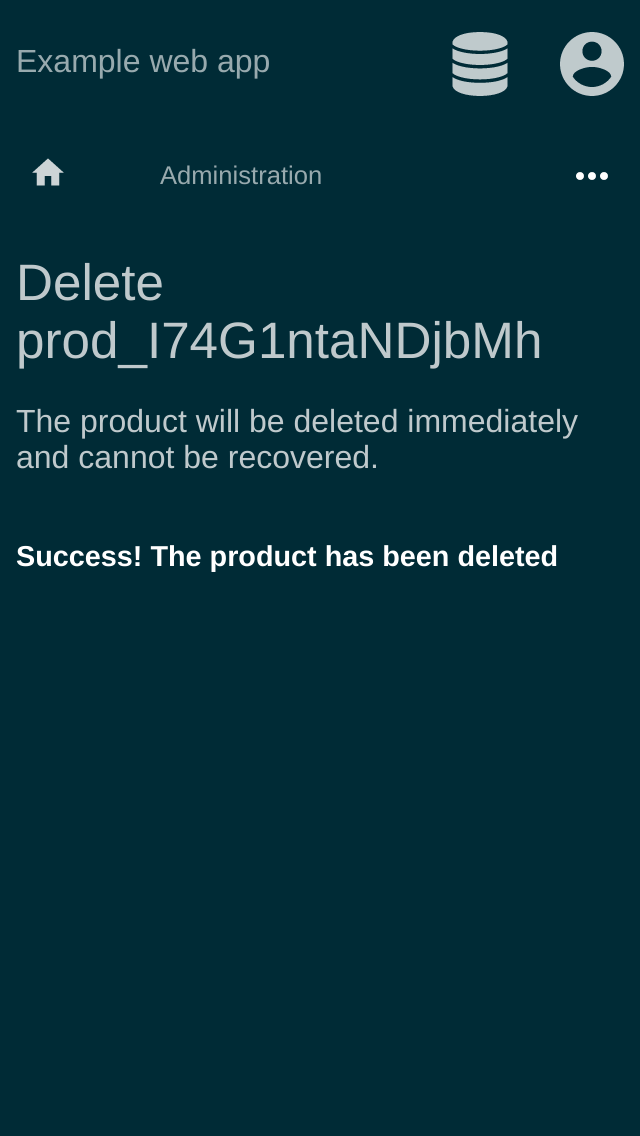 Example web app
Administration
Delete
prod_I74G1ntaNDjbMh
The product will be deleted immediately
and cannot be recovered.
Success! The product has been deleted